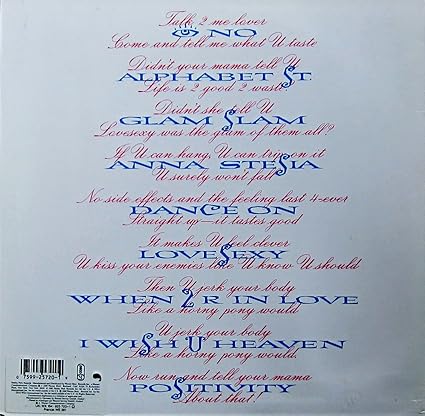 Talk 2 me lover
NO
Come and tell me what U taste
Didn't your mama tell U
ALPHABET ST.
Life is 2 good 2 waste?
Didn't she tell U
GLAM SLAM
Lovesexy was the glam of them all?
If U can hang, U can trip on it
ANNA STESIA
U surely won't fall
No side effects and the feeling last 4-ever
DANCE ON
Straight up—it tastes good
It makes U feel clever
LOVESEXY
U kiss your enemies like U know U should
Then U jerk your body
WHEN 2 R IN LOVE
Like a horny pony would
U jerk your body
I WISH U HEAVEN
Like a horny pony would.
Now run and tell your mama
POSITIVITY
About that!
0 7599-25720-1 9